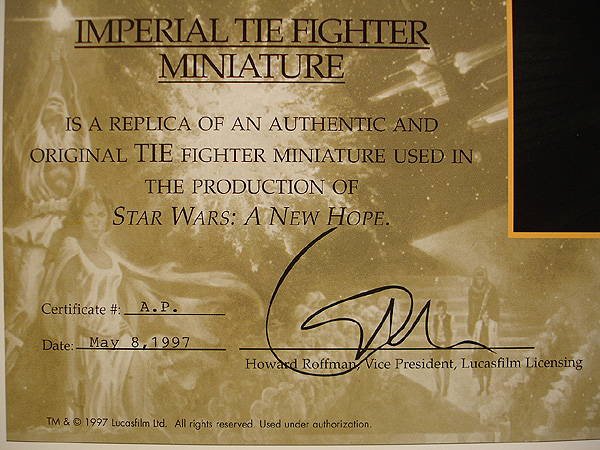 IMPERIAL TIE FIGHTER
MINIATURE
IS A REPLICA OF AN AUTHENTIC AND
ORIGINAL TIE FIGHTER MINIATURE USED IN
THE PRODUCTION OF
STAR WARS: A NEW HOPE.
Certificate #: A.P.
Date: May 8,1997
Howard Roffman, Vice President, Lucasfilm Licensing
TM & © 1997 Lucasfilm Ltd. All rights reserved. Used under authorization.